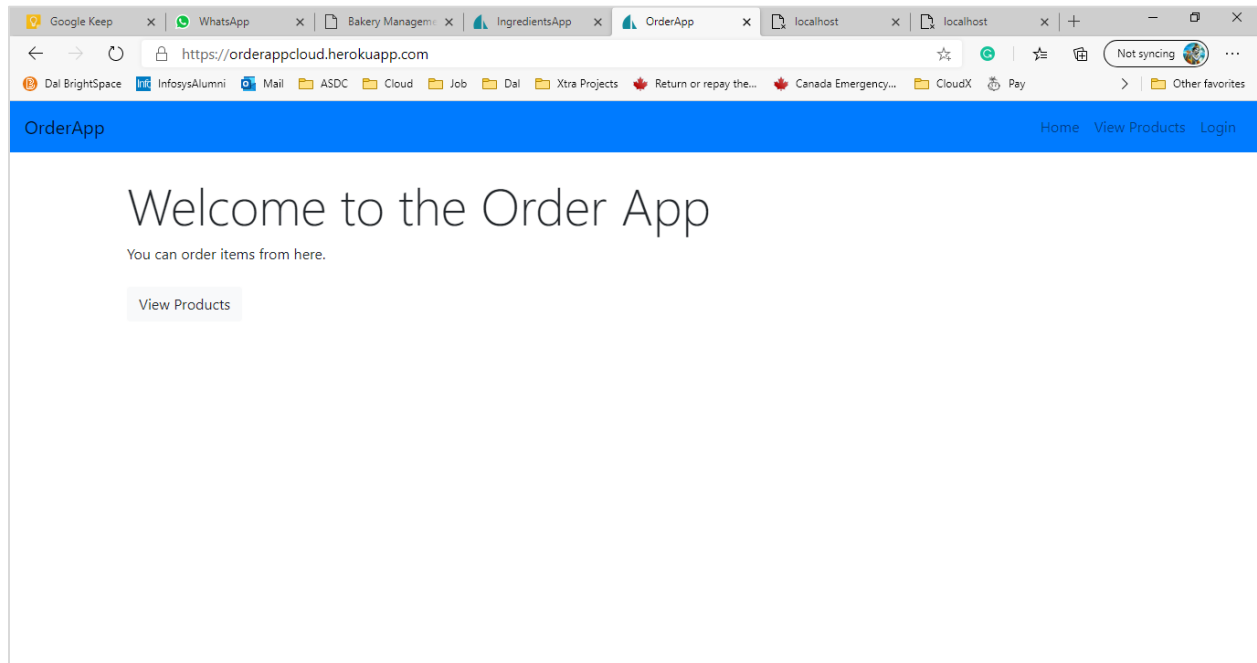 Google Keep
WhatsApp
Bakery Manageme
IngredientsApp
OrderApp
localhost
localhost
https://orderappcloud.herokuapp.com
Not syncing
Dal BrightSpace
InfosysAlumni
Mail
ASDC
Cloud
Job
Dal
Xtra Projects
Return or repay the...
Canada Emergency...
CloudX
Pay
Other favorites
OrderApp
Home View Products Login
Welcome to the Order App
You can order items from here.
View Products